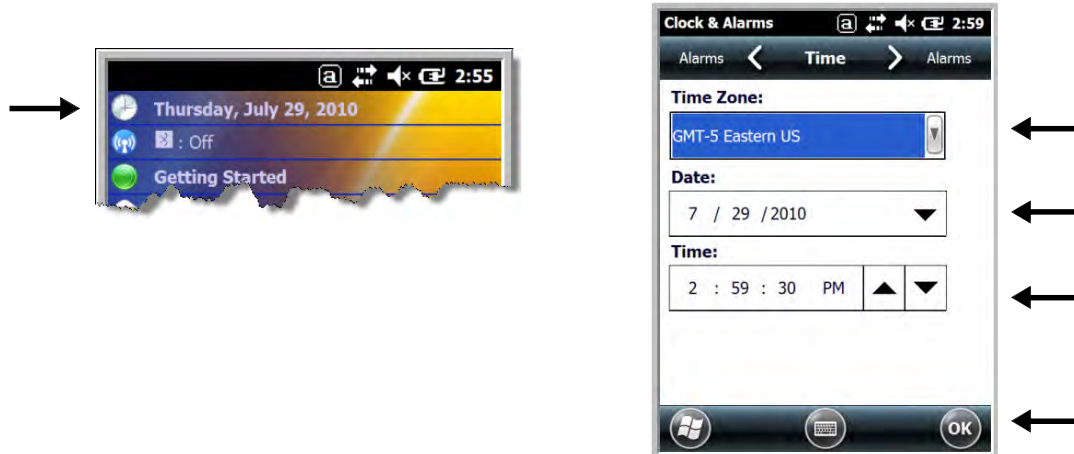 a 2:55
Thursday, July 29, 2010
: Off
Getting Started
Clock & Alarms a 2:59
Alarms Time Alarms
Time Zone:
GMT-5 Eastern US
Date:
7 / 29 / 2010
Time:
2 : 59 : 30 PM
OK